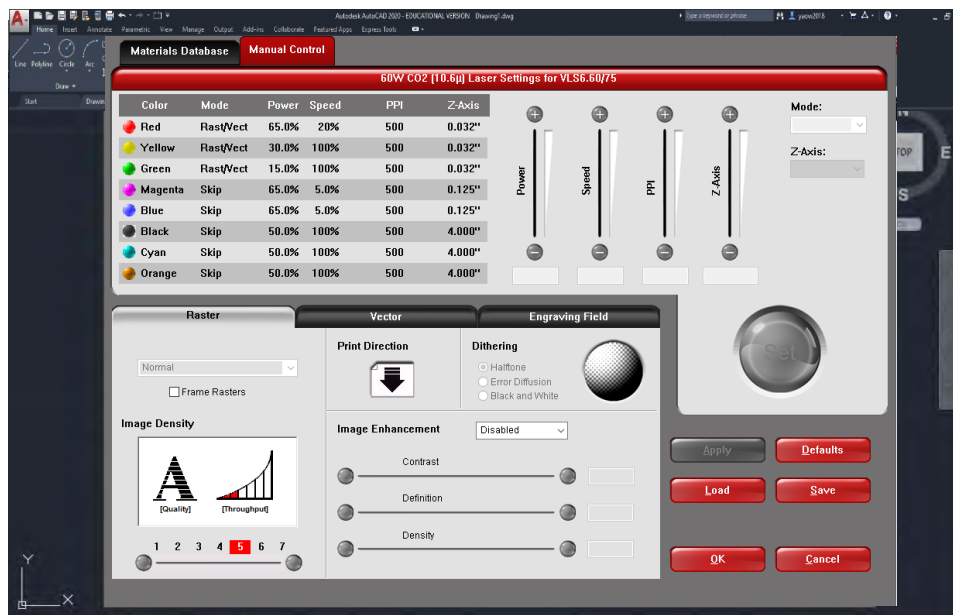 Autodesk AutoCAD 2020 - EDUCATIONAL VERSION Drawing1.dwg
Type a keyword or phrase
Home Insert Annotate Parametric View Manage Output Add-ins Collaborate Featured Apps Express Tools
Line Polyline Circle Arc
Draw
Start
Materials Database Manual Control
60W CO2 (10.6µ) Laser Settings for VLS6.60/75
Color Mode Power Speed PPI Z-Axis
Red Rast/Vect 65.0% 20% 500 0.032"
Yellow Rast/Vect 30.0% 100% 500 0.032"
Green Rast/Vect 15.0% 100% 500 0.032"
Magenta Skip 65.0% 5.0% 500 0.125"
Blue Skip 65.0% 5.0% 500 0.125"
Black Skip 50.0% 100% 500 4.000"
Cyan Skip 50.0% 100% 500 4.000"
Orange Skip 50.0% 100% 500 4.000"
Power
Speed
PPI
Z-Axis
Mode:
Z-Axis:
TOP
E
S
Set
Raster Vector Engraving Field
Normal
Frame Rasters
Print Direction
Dithering
Halftone
Error Diffusion
Black and White
Image Density
A
[Quality] [Throughput]
1 2 3 4 5 6 7
Image Enhancement Disabled
Contrast
Definition
Density
Apply Defaults
Load Save
OK Cancel
Y
X